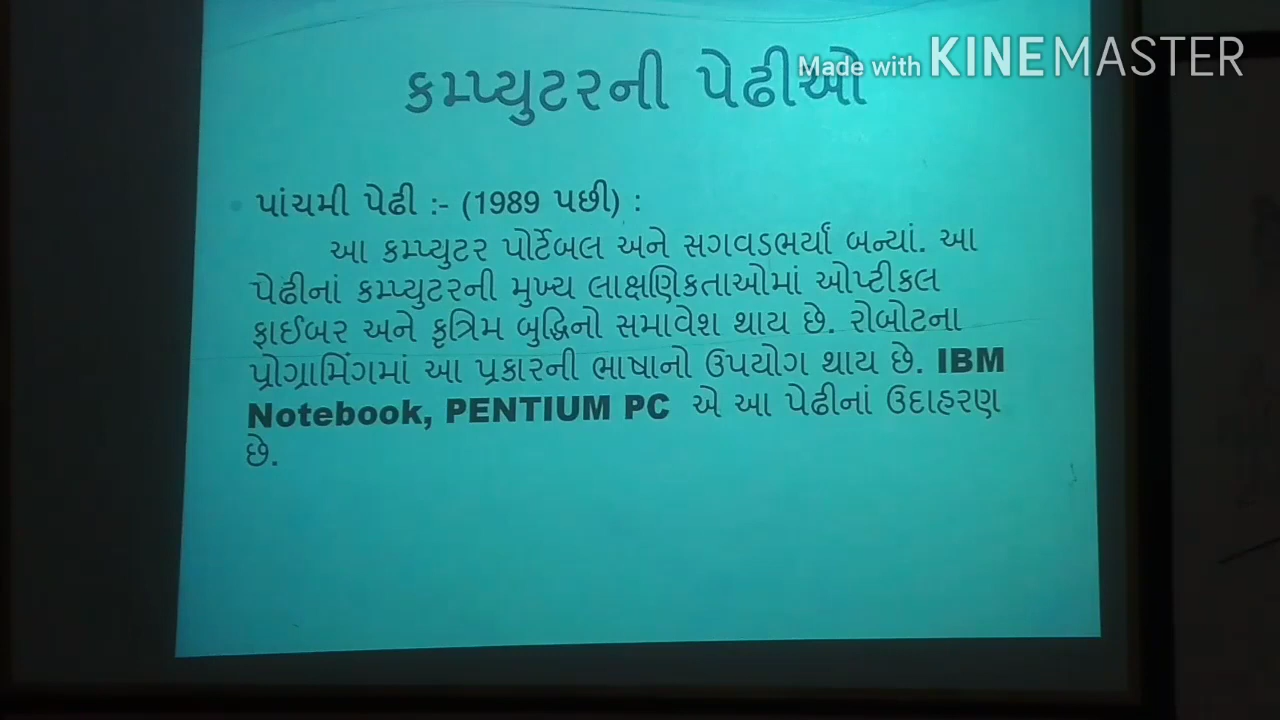 Made with KINEMASTER
કમ્પ્યુટરની પેઢીઓ
પાંચમી પેઢી :- (1989 પછી) :
આ કમ્પ્યુટર પોર્ટેબલ અને સગવડભર્યાં બન્યાં. આ
પેઢીનાં કમ્પ્યુટરની મુખ્ય લાક્ષણિકતાઓમાં ઓપ્ટીકલ
ફાઈબર અને કૃત્રિમ બુદ્ધિનો સમાવેશ થાય છે. રોબોટના
પ્રોગ્રામિંગમાં આ પ્રકારની ભાષાનો ઉપયોગ થાય છે. IBM
Notebook, PENTIUM PC એ આ પેઢીનાં ઉદાહરણ
છે.